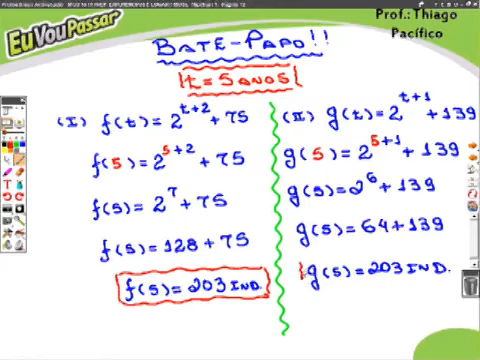 EuVouPassar
Prof.: Thiago
Pacífico
BATE-PAPO!!
t = 5 ANOS
(I) f(t) = 2^{t+2} + 75
f(5) = 2^{5+2} + 75
f(5) = 2^7 + 75
f(5) = 128 + 75
f(5) = 203 IND.
(II) g(t) = 2^{t+1} + 139
g(5) = 2^{5+1} + 139
g(5) = 2^6 + 139
g(5) = 64 + 139
g(5) = 203 IND.